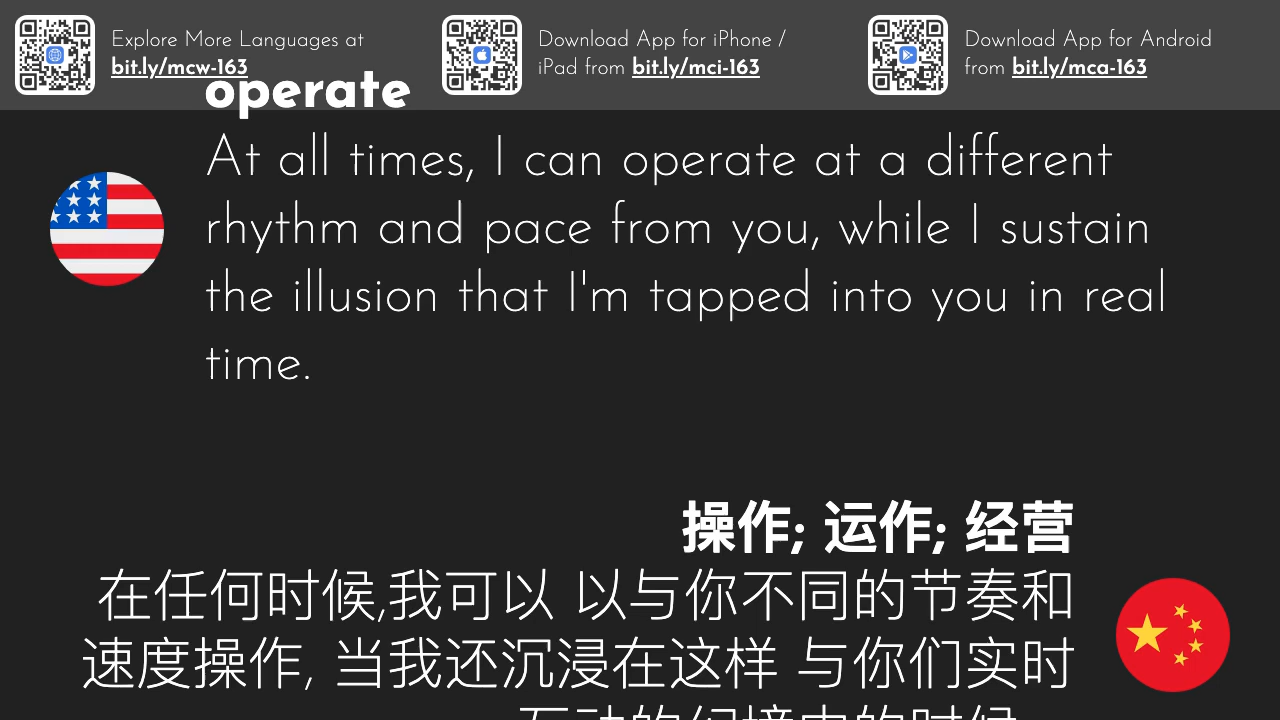 Explore More Languages at
bit.ly/mcw-163
Download App for iPhone /
iPad from bit.ly/mci-163
Download App for Android
from bit.ly/mca-163
operate
At all times, I can operate at a different
rhythm and pace from you, while I sustain
the illusion that I'm tapped into you in real
time.
操作; 运作; 经营
在任何时候,我可以 以与你不同的节奏和
速度操作, 当我还沉浸在这样 与你们实时